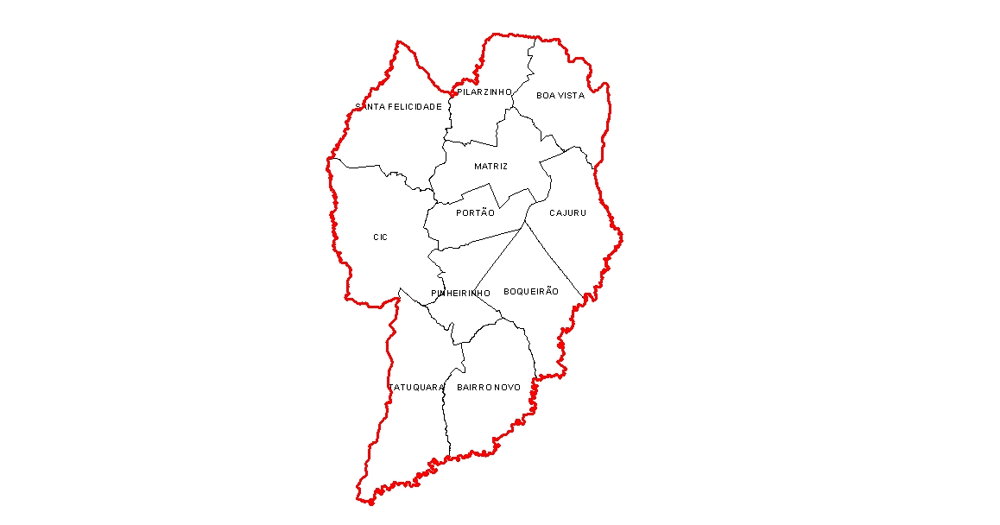 PILARZINHO
BOA VISTA
SANTA FELICIDADE
MATRIZ
PORTÃO
CAJURU
CIC
PINHEIRINHO
BOQUEIRÃO
TATUQUARA
BAIRRO NOVO